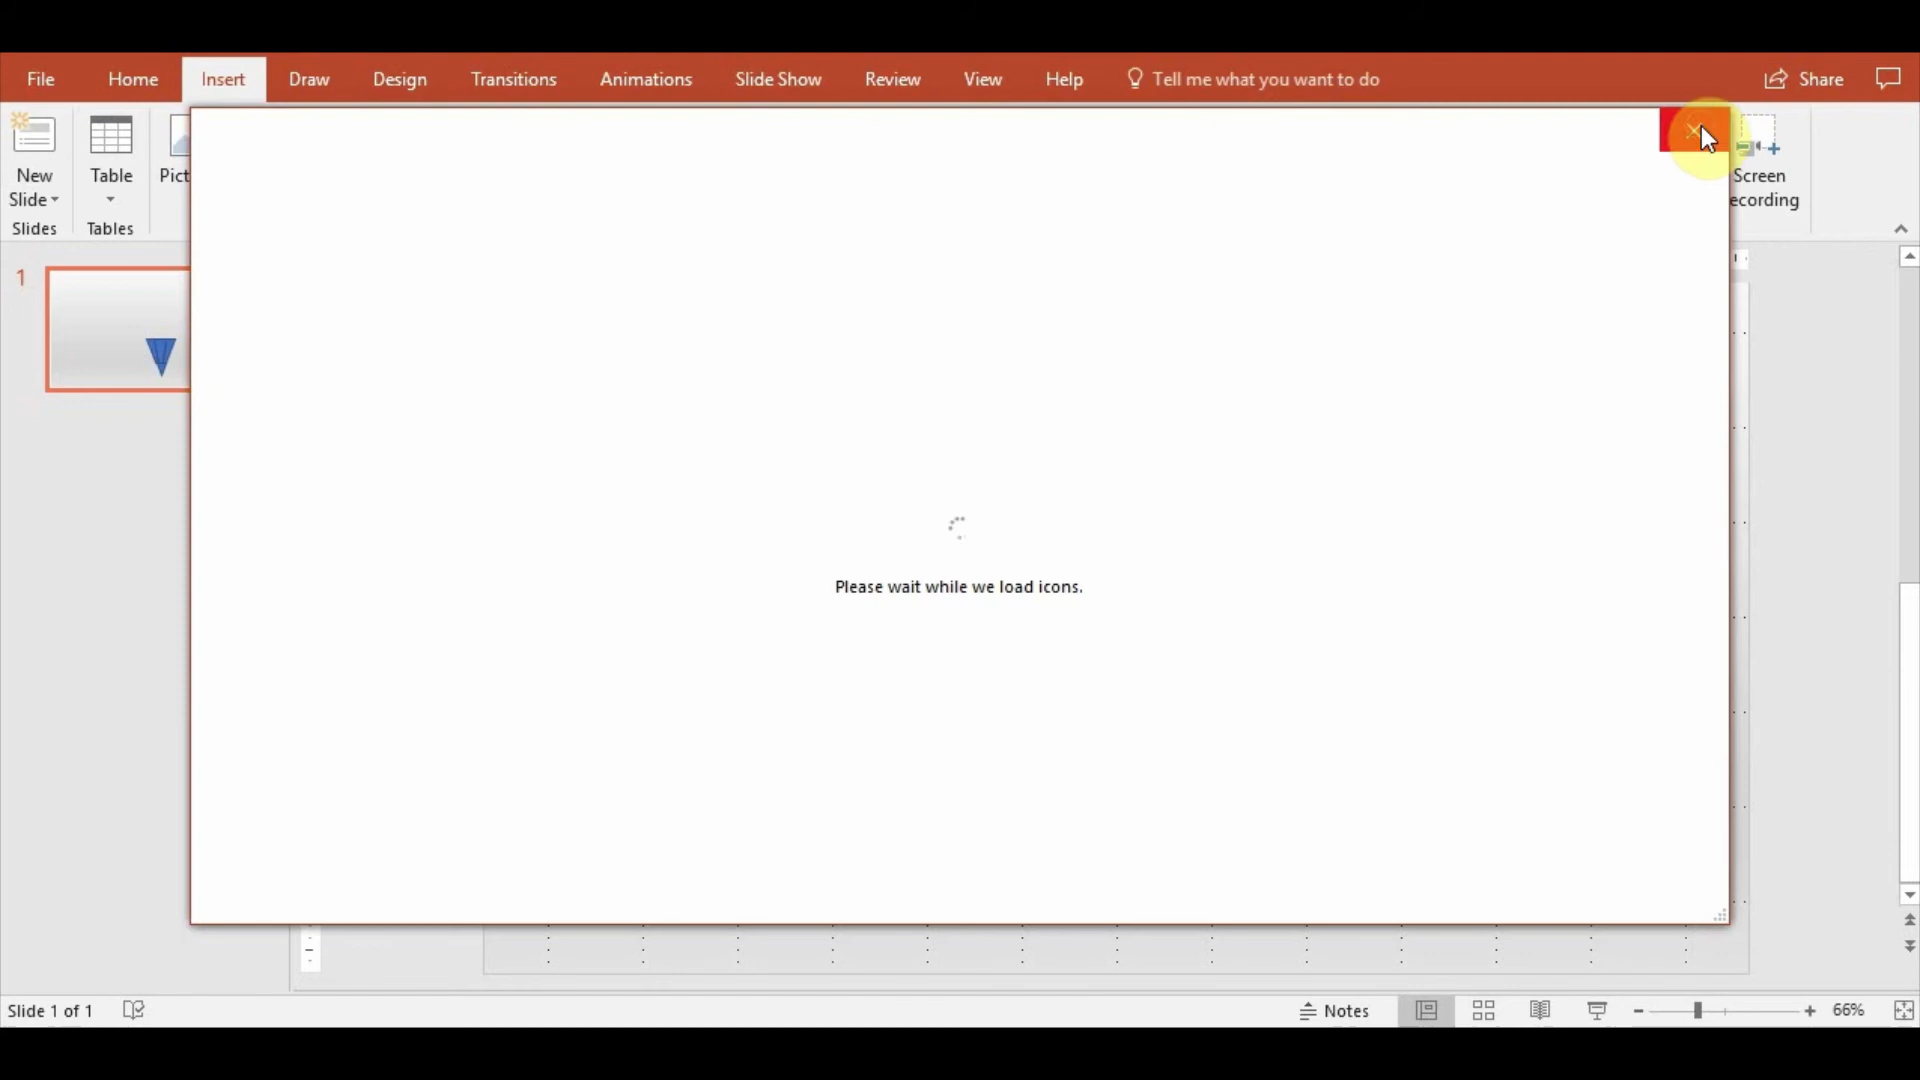 File Home Insert Draw Design Transitions Animations Slide Show Review View Help Tell me what you want to do Share
New Slide
Table
Pict
Screen
ecording
Slides
Tables
1
Please wait while we load icons.
Slide 1 of 1
Notes
66%